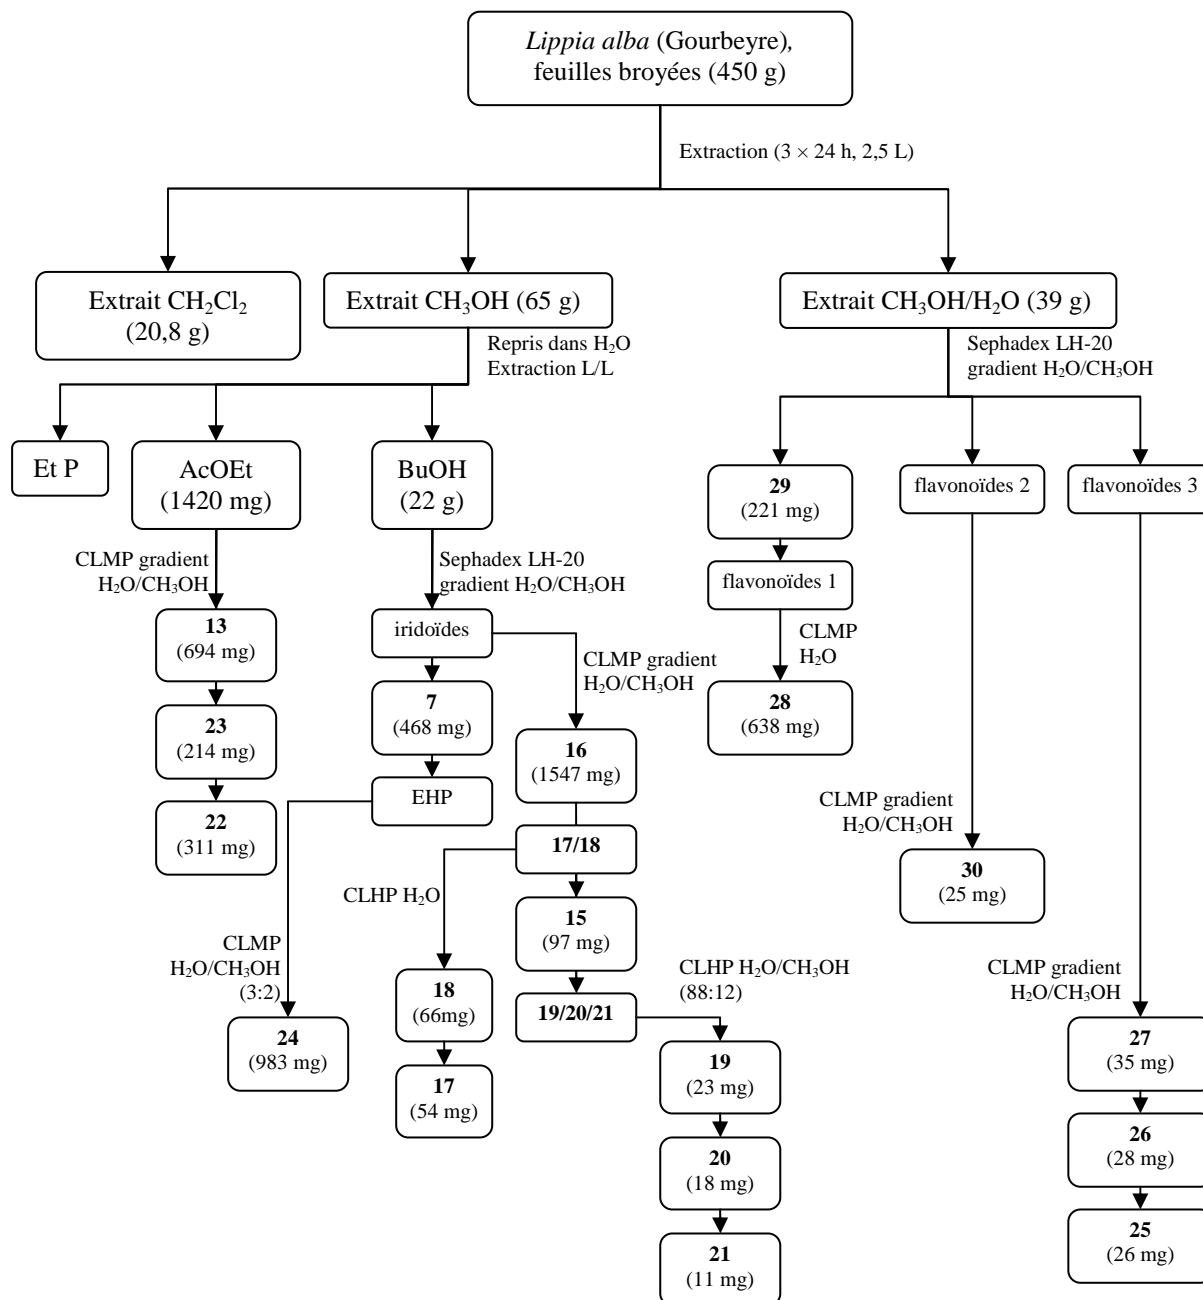 Lippia alba (Gourbeyre),
feuilles broyées (450 g)
Extraction (3 × 24 h, 2,5 L)
Extrait CH₂Cl₂
(20,8 g)
Extrait CH₃OH (65 g)
Extrait CH₃OH/H₂O (39 g)
Repris dans H₂O
Extraction L/L
Sephadex LH-20
gradient H₂O/CH₃OH
Et P
AcOEt
(1420 mg)
BuOH
(22 g)
29
(221 mg)
flavonoïdes 2
flavonoïdes 3
CLMP gradient
H₂O/CH₃OH
Sephadex LH-20
gradient H₂O/CH₃OH
flavonoïdes 1
13
(694 mg)
iridoïdes
CLMP gradient
H₂O/CH₃OH
CLMP
H₂O
7
(468 mg)
28
(638 mg)
23
(214 mg)
16
(1547 mg)
EHP
22
(311 mg)
CLMP gradient
H₂O/CH₃OH
17/18
CLHP H₂O
30
(25 mg)
15
(97 mg)
CLMP
H₂O/CH₃OH
(3:2)
CLHP H₂O/CH₃OH
(88:12)
CLMP gradient
H₂O/CH₃OH
18
(66mg)
19/20/21
24
(983 mg)
19
(23 mg)
27
(35 mg)
17
(54 mg)
20
(18 mg)
26
(28 mg)
21
(11 mg)
25
(26 mg)